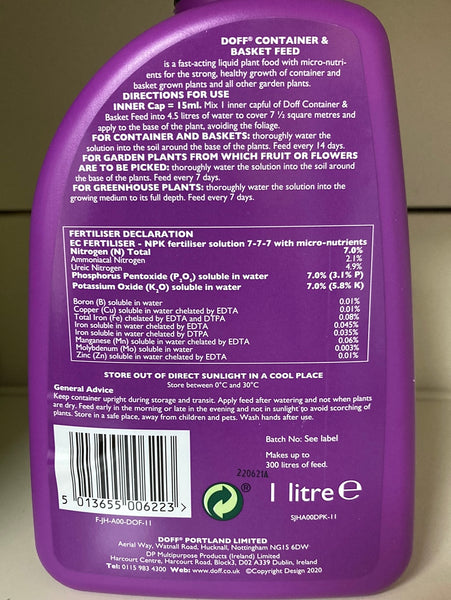 DOFF® CONTAINER &
BASKET FEED
is a fast-acting liquid plant food with micro-nutri-
ents for the strong, healthy growth of container and
basket grown plants and all other garden plants.
DIRECTIONS FOR USE
INNER Cap = 15ml. Mix 1 inner capful of Doff Container &
Basket Feed into 4.5 litres of water to cover 7 ½ square metres and
apply to the base of the plant, avoiding the foliage.
FOR CONTAINER AND BASKETS: thoroughly water the
solution into the soil around the base of the plants. Feed every 14 days.
FOR GARDEN PLANTS FROM WHICH FRUIT OR FLOWERS
ARE TO BE PICKED: thoroughly water the solution into the soil around
the base of the plants. Feed every 7 days.
FOR GREENHOUSE PLANTS: thoroughly water the solution into the
growing medium to its full depth. Feed every 7 days.
FERTILISER DECLARATION
EC FERTILISER - NPK fertiliser solution 7-7-7 with micro-nutrients
Nitrogen (N) Total 7.0%
Ammoniacal Nitrogen 2.1%
Ureic Nitrogen 4.9%
Phosphorus Pentoxide (P₂O₅) soluble in water 7.0% (3.1% P)
Potassium Oxide (K₂O) soluble in water 7.0% (5.8% K)
Boron (B) soluble in water 0.01%
Copper (Cu) soluble in water chelated by EDTA 0.01%
Total Iron (Fe) chelated by EDTA and DTPA 0.08%
Iron soluble in water chelated by EDTA 0.045%
Iron soluble in water chelated by DTPA 0.035%
Manganese (Mn) soluble in water chelated by EDTA 0.06%
Molybdenum (Mo) soluble in water 0.003%
Zinc (Zn) soluble in water chelated by EDTA 0.01%
STORE OUT OF DIRECT SUNLIGHT IN A COOL PLACE
Store between 0°C and 30°C
General Advice
Keep container upright during storage and transit. Apply feed after watering and not when plants
are dry. Feed early in the morning or late in the evening and not in sunlight to avoid scorching of
plants. Store in a safe place, away from children and pets. Wash hands after use.
Batch No: See label
Makes up to
300 litres of feed.
220621A
1 litre ℮
5 013655 006223 >
F-JH-A00-DOF-11
SJHA00DPK-11
DOFF PORTLAND LIMITED
Aerial Way, Watnall Road, Hucknall, Nottingham NG15 6DW
DP Multipurpose Products (Ireland) Limited
Harcourt Centre, Harcourt Road, Block3, D02 A339 Dublin, Ireland
Tel: 0115 983 4300 Web: www.doff.co.uk ©Copyright Design 2020